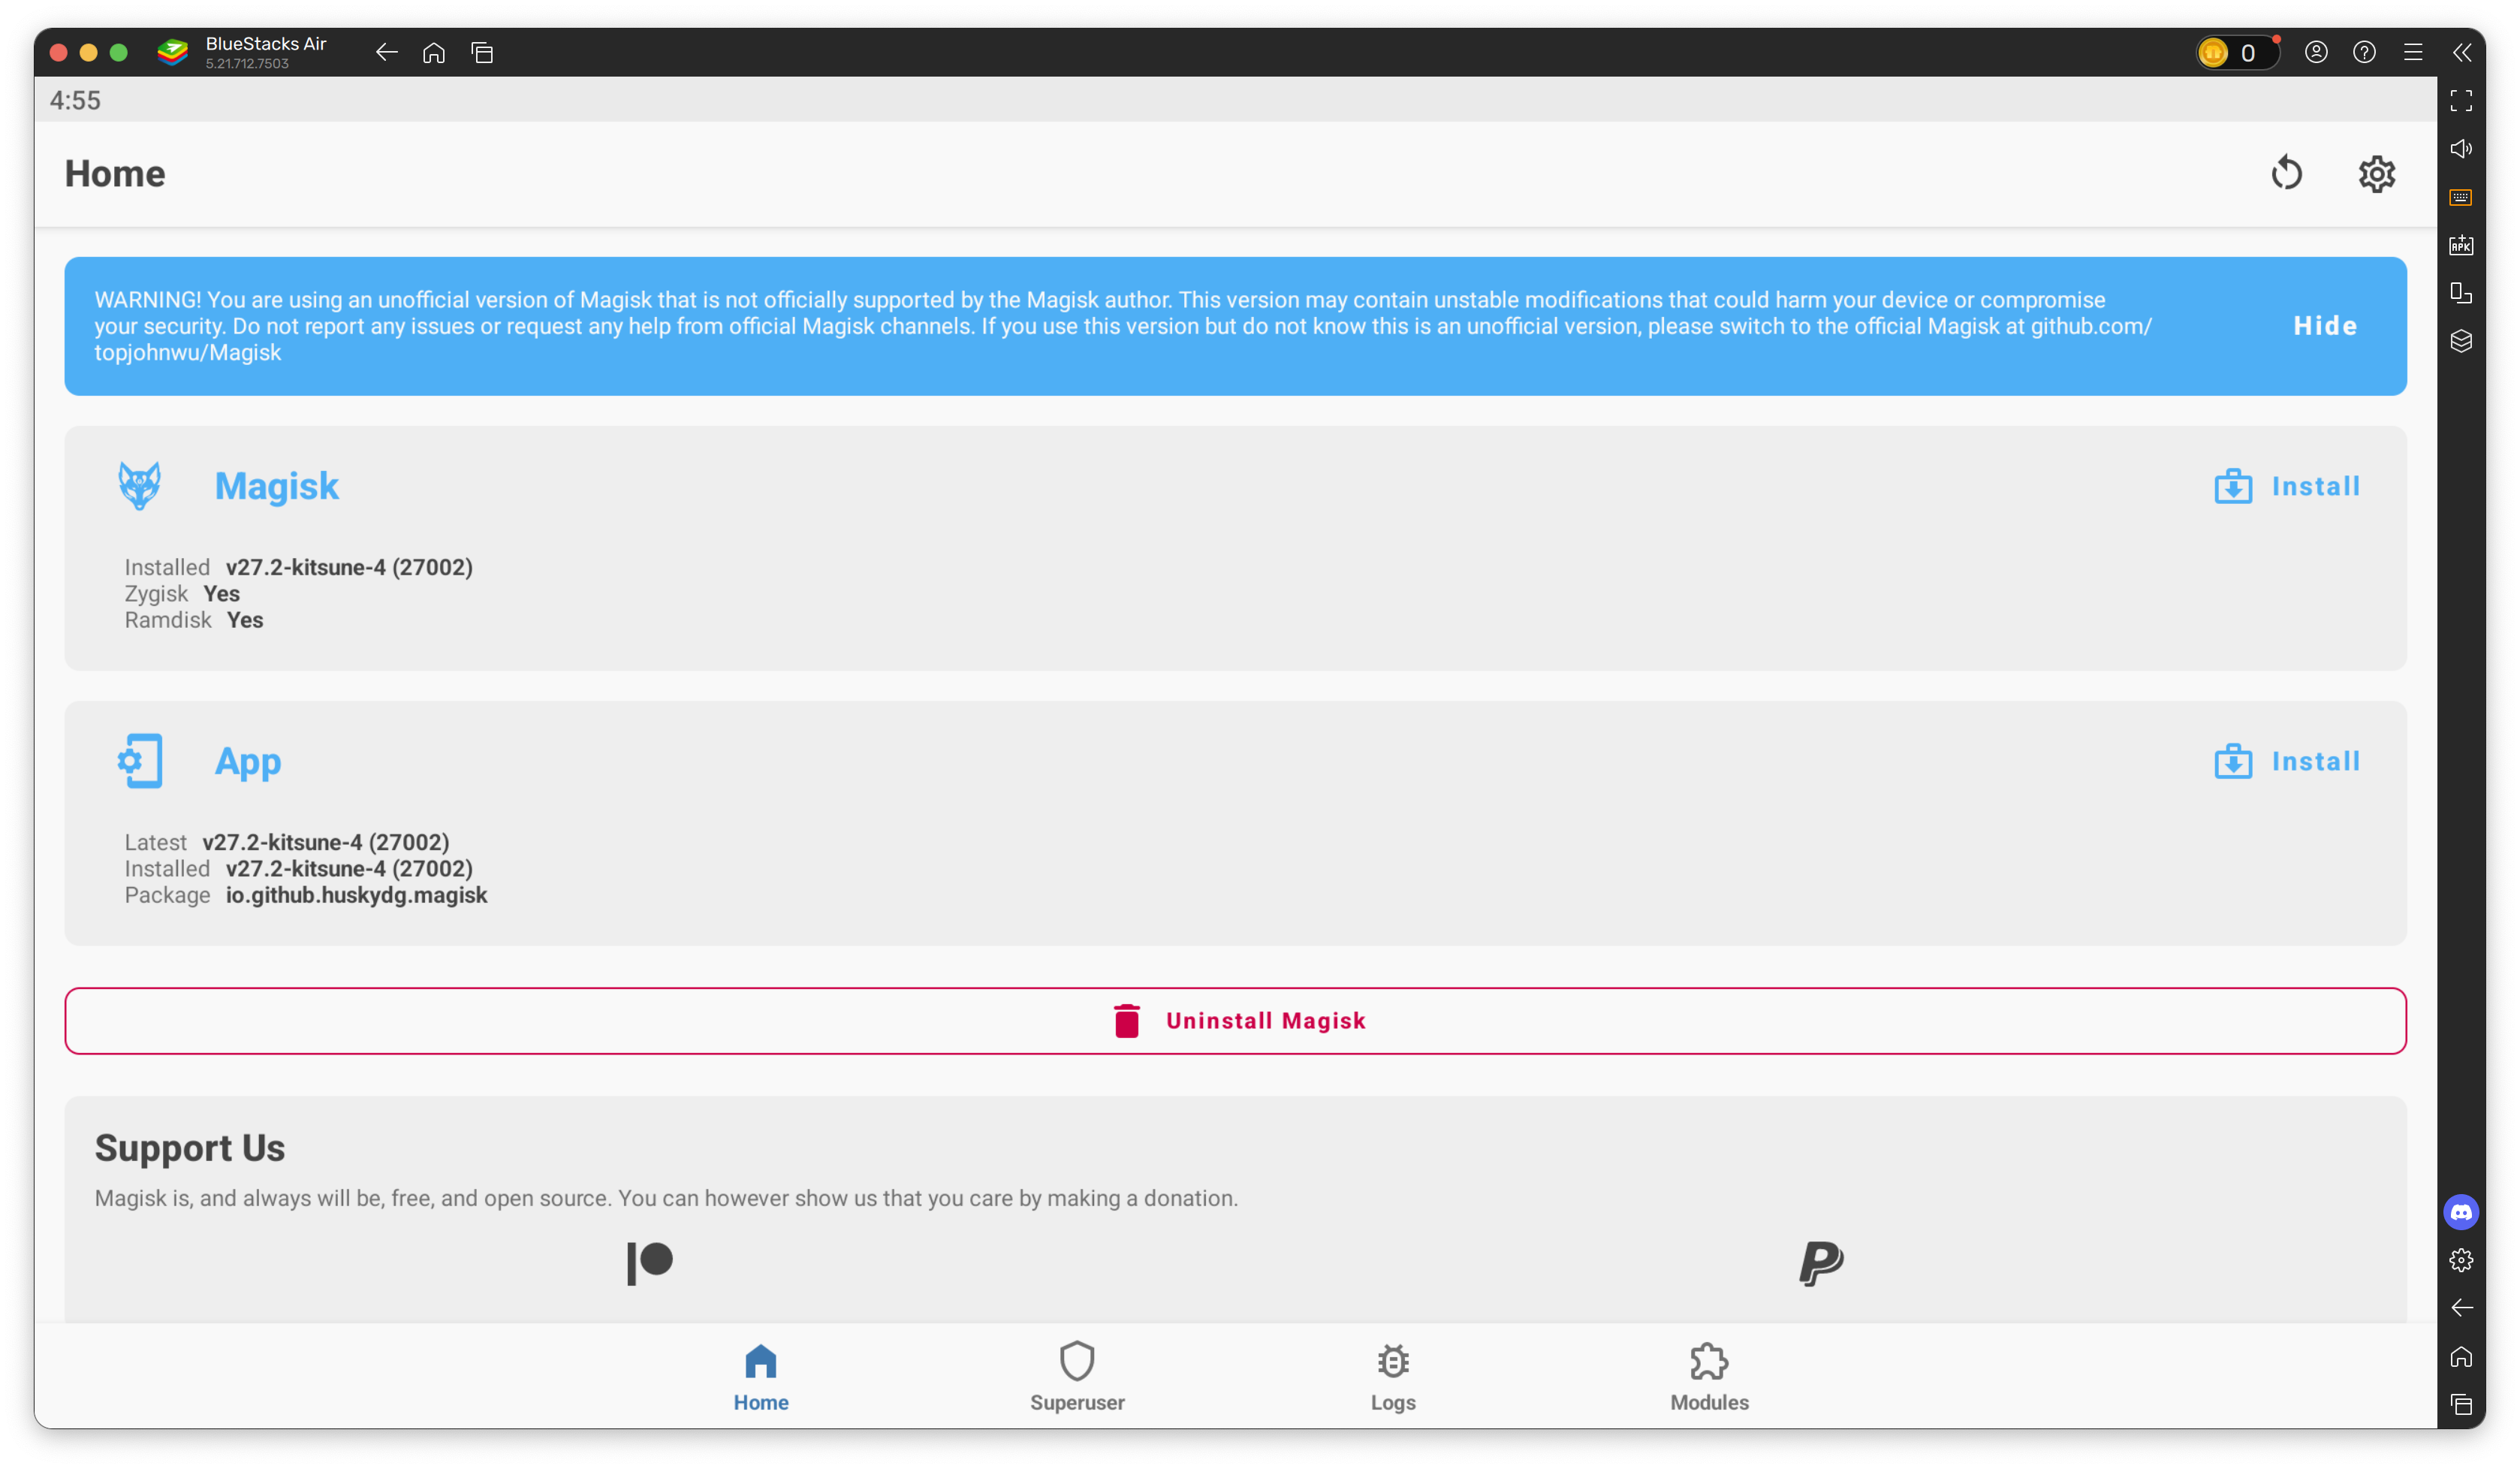 BlueStacks Air
5.21.712.7503
0
4:55
Home
WARNING! You are using an unofficial version of Magisk that is not officially supported by the Magisk author. This version may contain unstable modifications that could harm your device or compromise
your security. Do not report any issues or request any help from official Magisk channels. If you use this version but do not know this is an unofficial version, please switch to the official Magisk at github.com/
topjohnwu/Magisk
Hide
Magisk
Install
Installed v27.2-kitsune-4 (27002)
Zygisk Yes
Ramdisk Yes
App
Install
Latest v27.2-kitsune-4 (27002)
Installed v27.2-kitsune-4 (27002)
Package io.github.huskydg.magisk
Uninstall Magisk
Support Us
Magisk is, and always will be, free, and open source. You can however show us that you care by making a donation.
Home
Superuser
Logs
Modules
APK